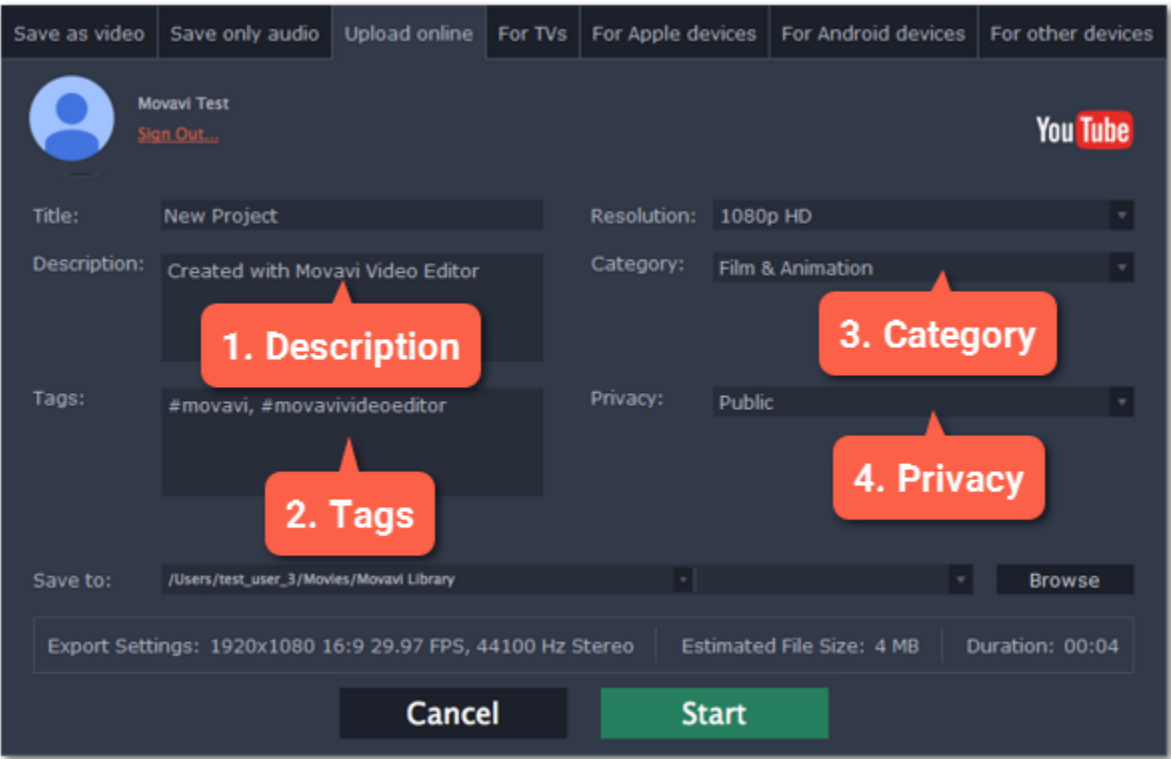 Save as video Save only audio Upload online For TVs For Apple devices For Android devices For other devices
Movavi Test
Sign Out...
YouTube
Title: New Project Resolution: 1080p HD
Description: Created with Movavi Video Editor Category: Film & Animation
1. Description 3. Category
Tags: #movavi, #movavivideoeditor Privacy: Public
2. Tags 4. Privacy
Save to: /Users/test_user_3/Movies/Movavi Library Browse
Export Settings: 1920x1080 16:9 29.97 FPS, 44100 Hz Stereo Estimated File Size: 4 MB Duration: 00:04
Cancel Start